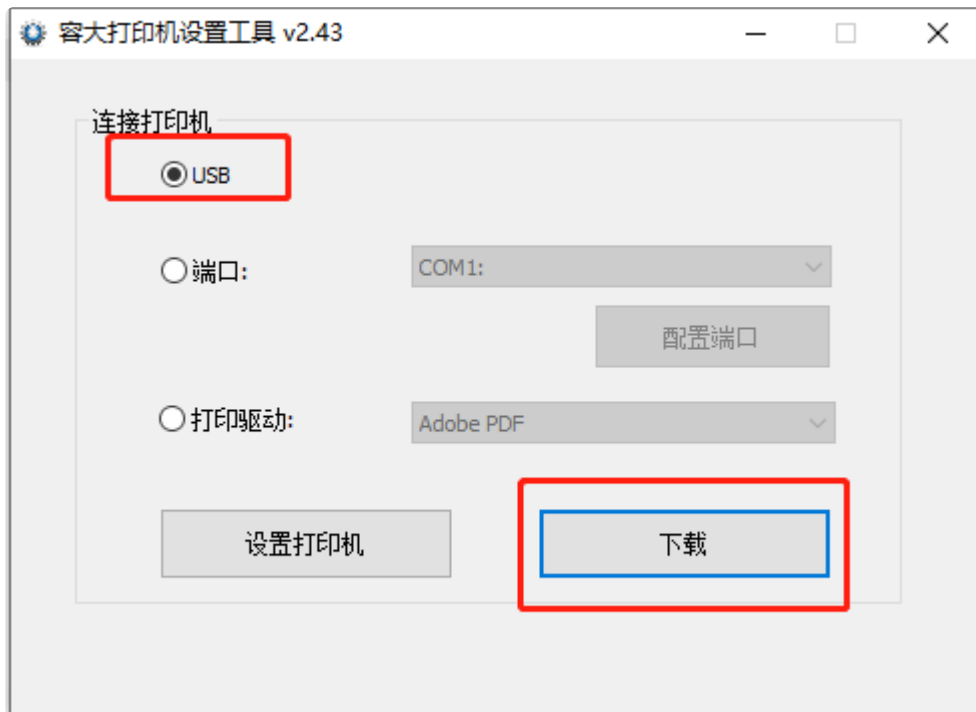 容大打印机设置工具 v2.43
连接打印机
USB
端口:
COM1:
配置端口
打印驱动:
Adobe PDF
设置打印机
下载